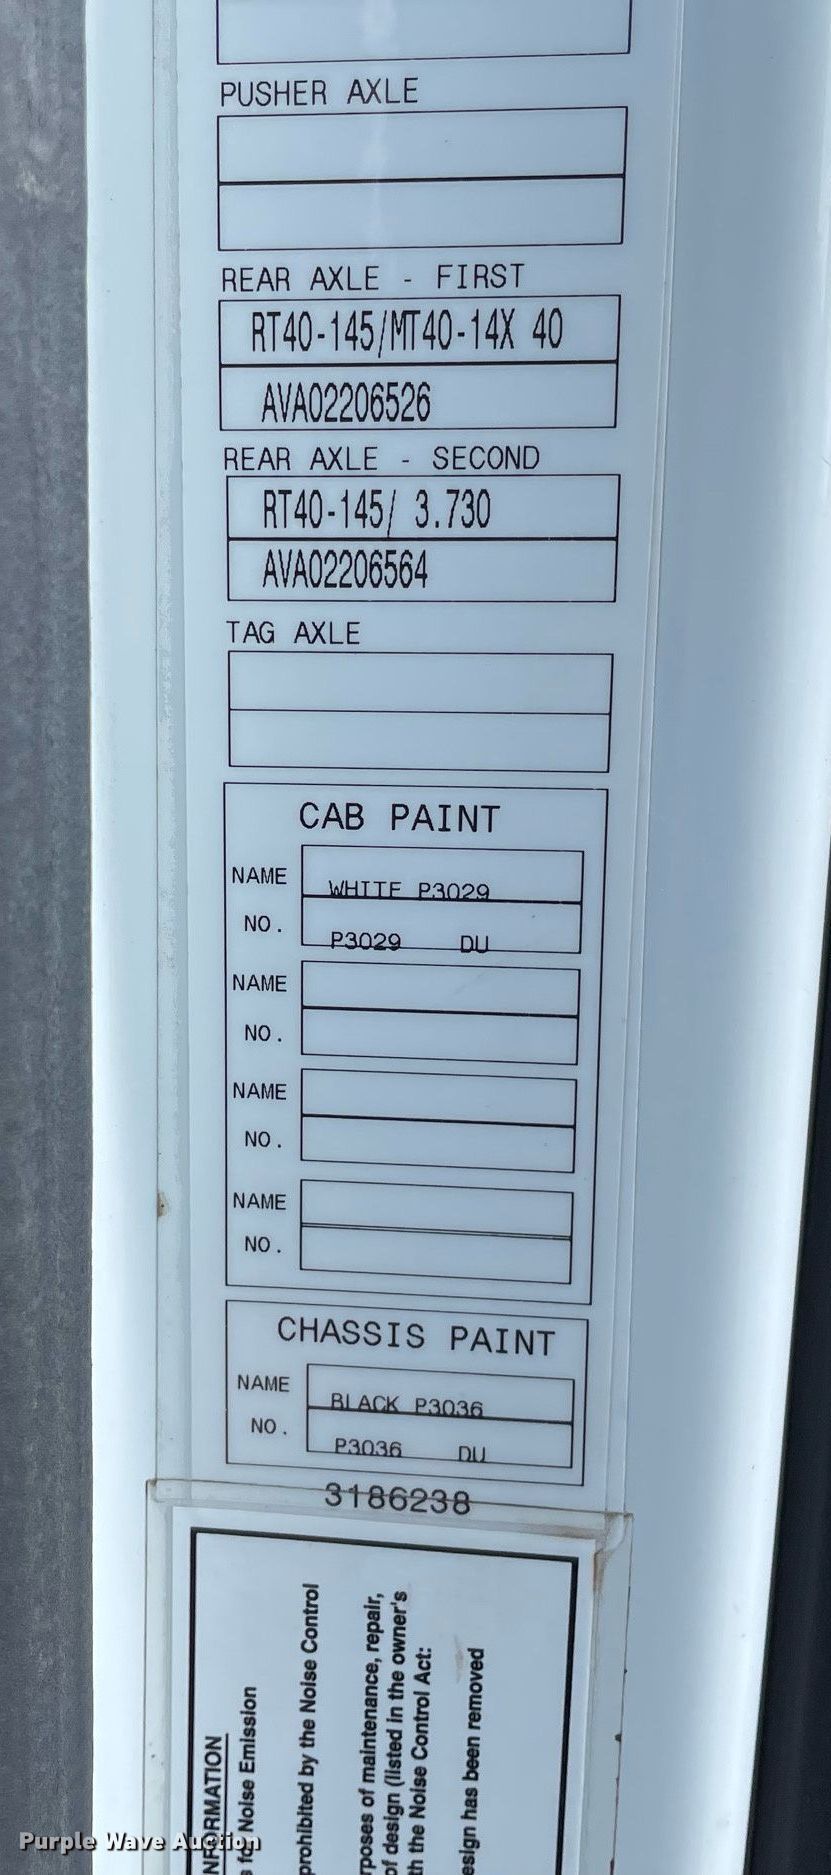 PUSHER AXLE
REAR AXLE - FIRST
RT40-145/MT40-14X 40
AVA02206526
REAR AXLE - SECOND
RT40-145/ 3.730
AVA02206564
TAG AXLE
CAB PAINT
NAME WHITE P3029
NO. P3029 DU
NAME
NO.
NAME
NO.
NAME
NO.
CHASSIS PAINT
NAME BLACK P3036
NO. P3036 DU
3186238
for Noise Emission
prohibited by the Noise Control
rposes of maintenance, repair,
of design (listed in the owner's
th the Noise Control Act:
esign has been removed
Purple Wave Auction